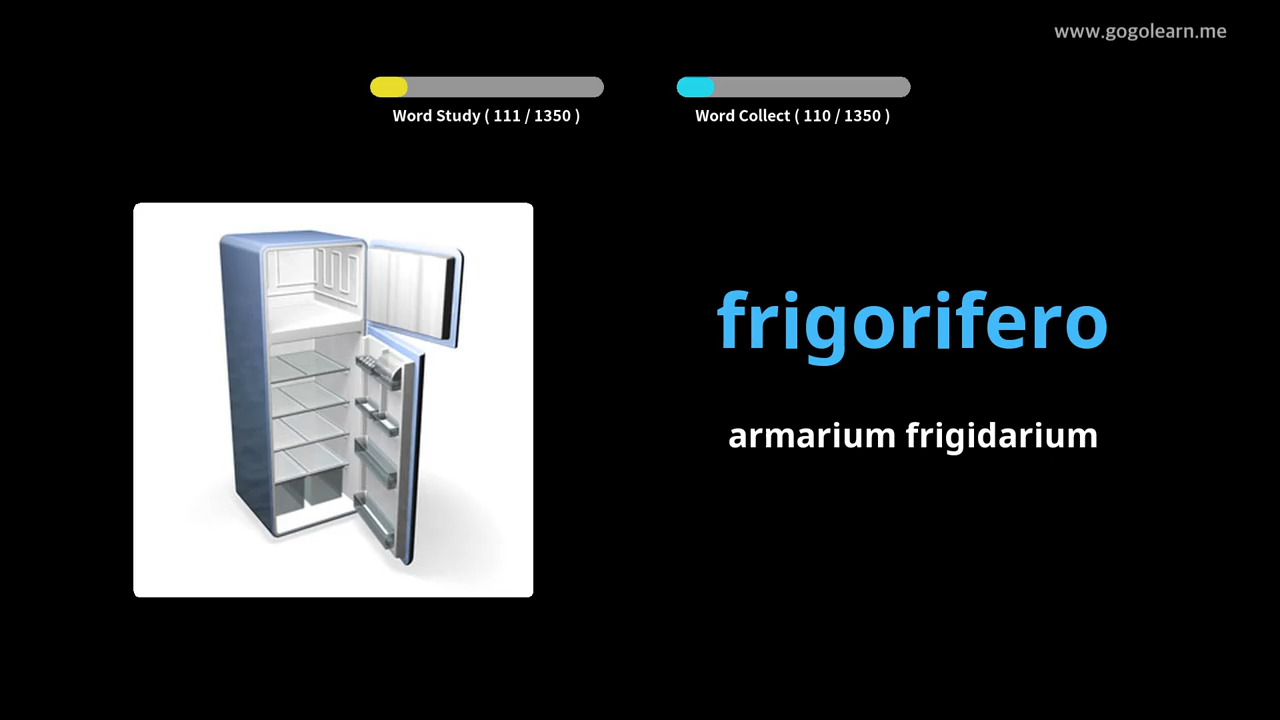 www.gogolearn.me
Word Study ( 111 / 1350 )
Word Collect ( 110 / 1350 )
frigorifero
armarium frigidarium